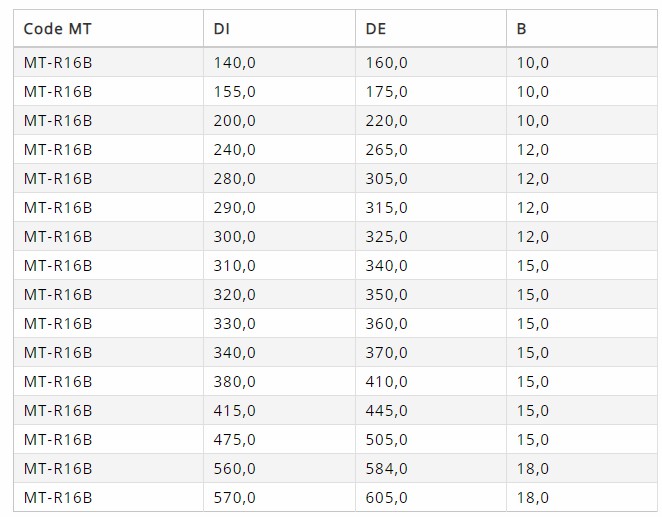 Code MT DI DE B
MT-R16B 140,0 160,0 10,0
MT-R16B 155,0 175,0 10,0
MT-R16B 200,0 220,0 10,0
MT-R16B 240,0 265,0 12,0
MT-R16B 280,0 305,0 12,0
MT-R16B 290,0 315,0 12,0
MT-R16B 300,0 325,0 12,0
MT-R16B 310,0 340,0 15,0
MT-R16B 320,0 350,0 15,0
MT-R16B 330,0 360,0 15,0
MT-R16B 340,0 370,0 15,0
MT-R16B 380,0 410,0 15,0
MT-R16B 415,0 445,0 15,0
MT-R16B 475,0 505,0 15,0
MT-R16B 560,0 584,0 18,0
MT-R16B 570,0 605,0 18,0